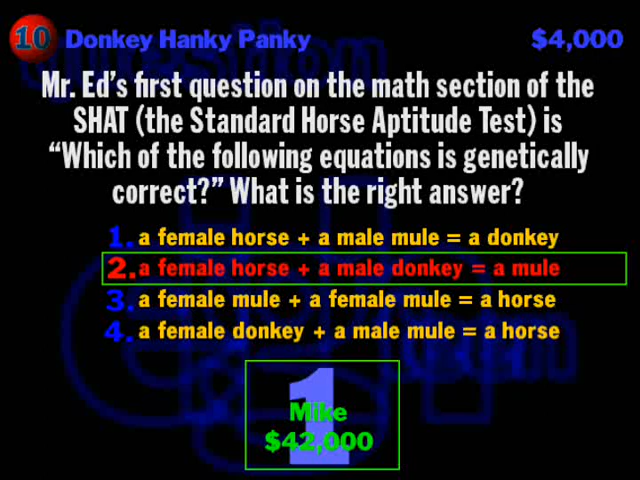 10 Donkey Hanky Panky $4,000
Mr. Ed's first question on the math section of the
SHAT (the Standard Horse Aptitude Test) is
"Which of the following equations is genetically
correct?" What is the right answer?
1. a female horse + a male mule = a donkey
2. a female horse + a male donkey = a mule
3. a female mule + a female mule = a horse
4. a female donkey + a male mule = a horse
1
Mike
$42,000